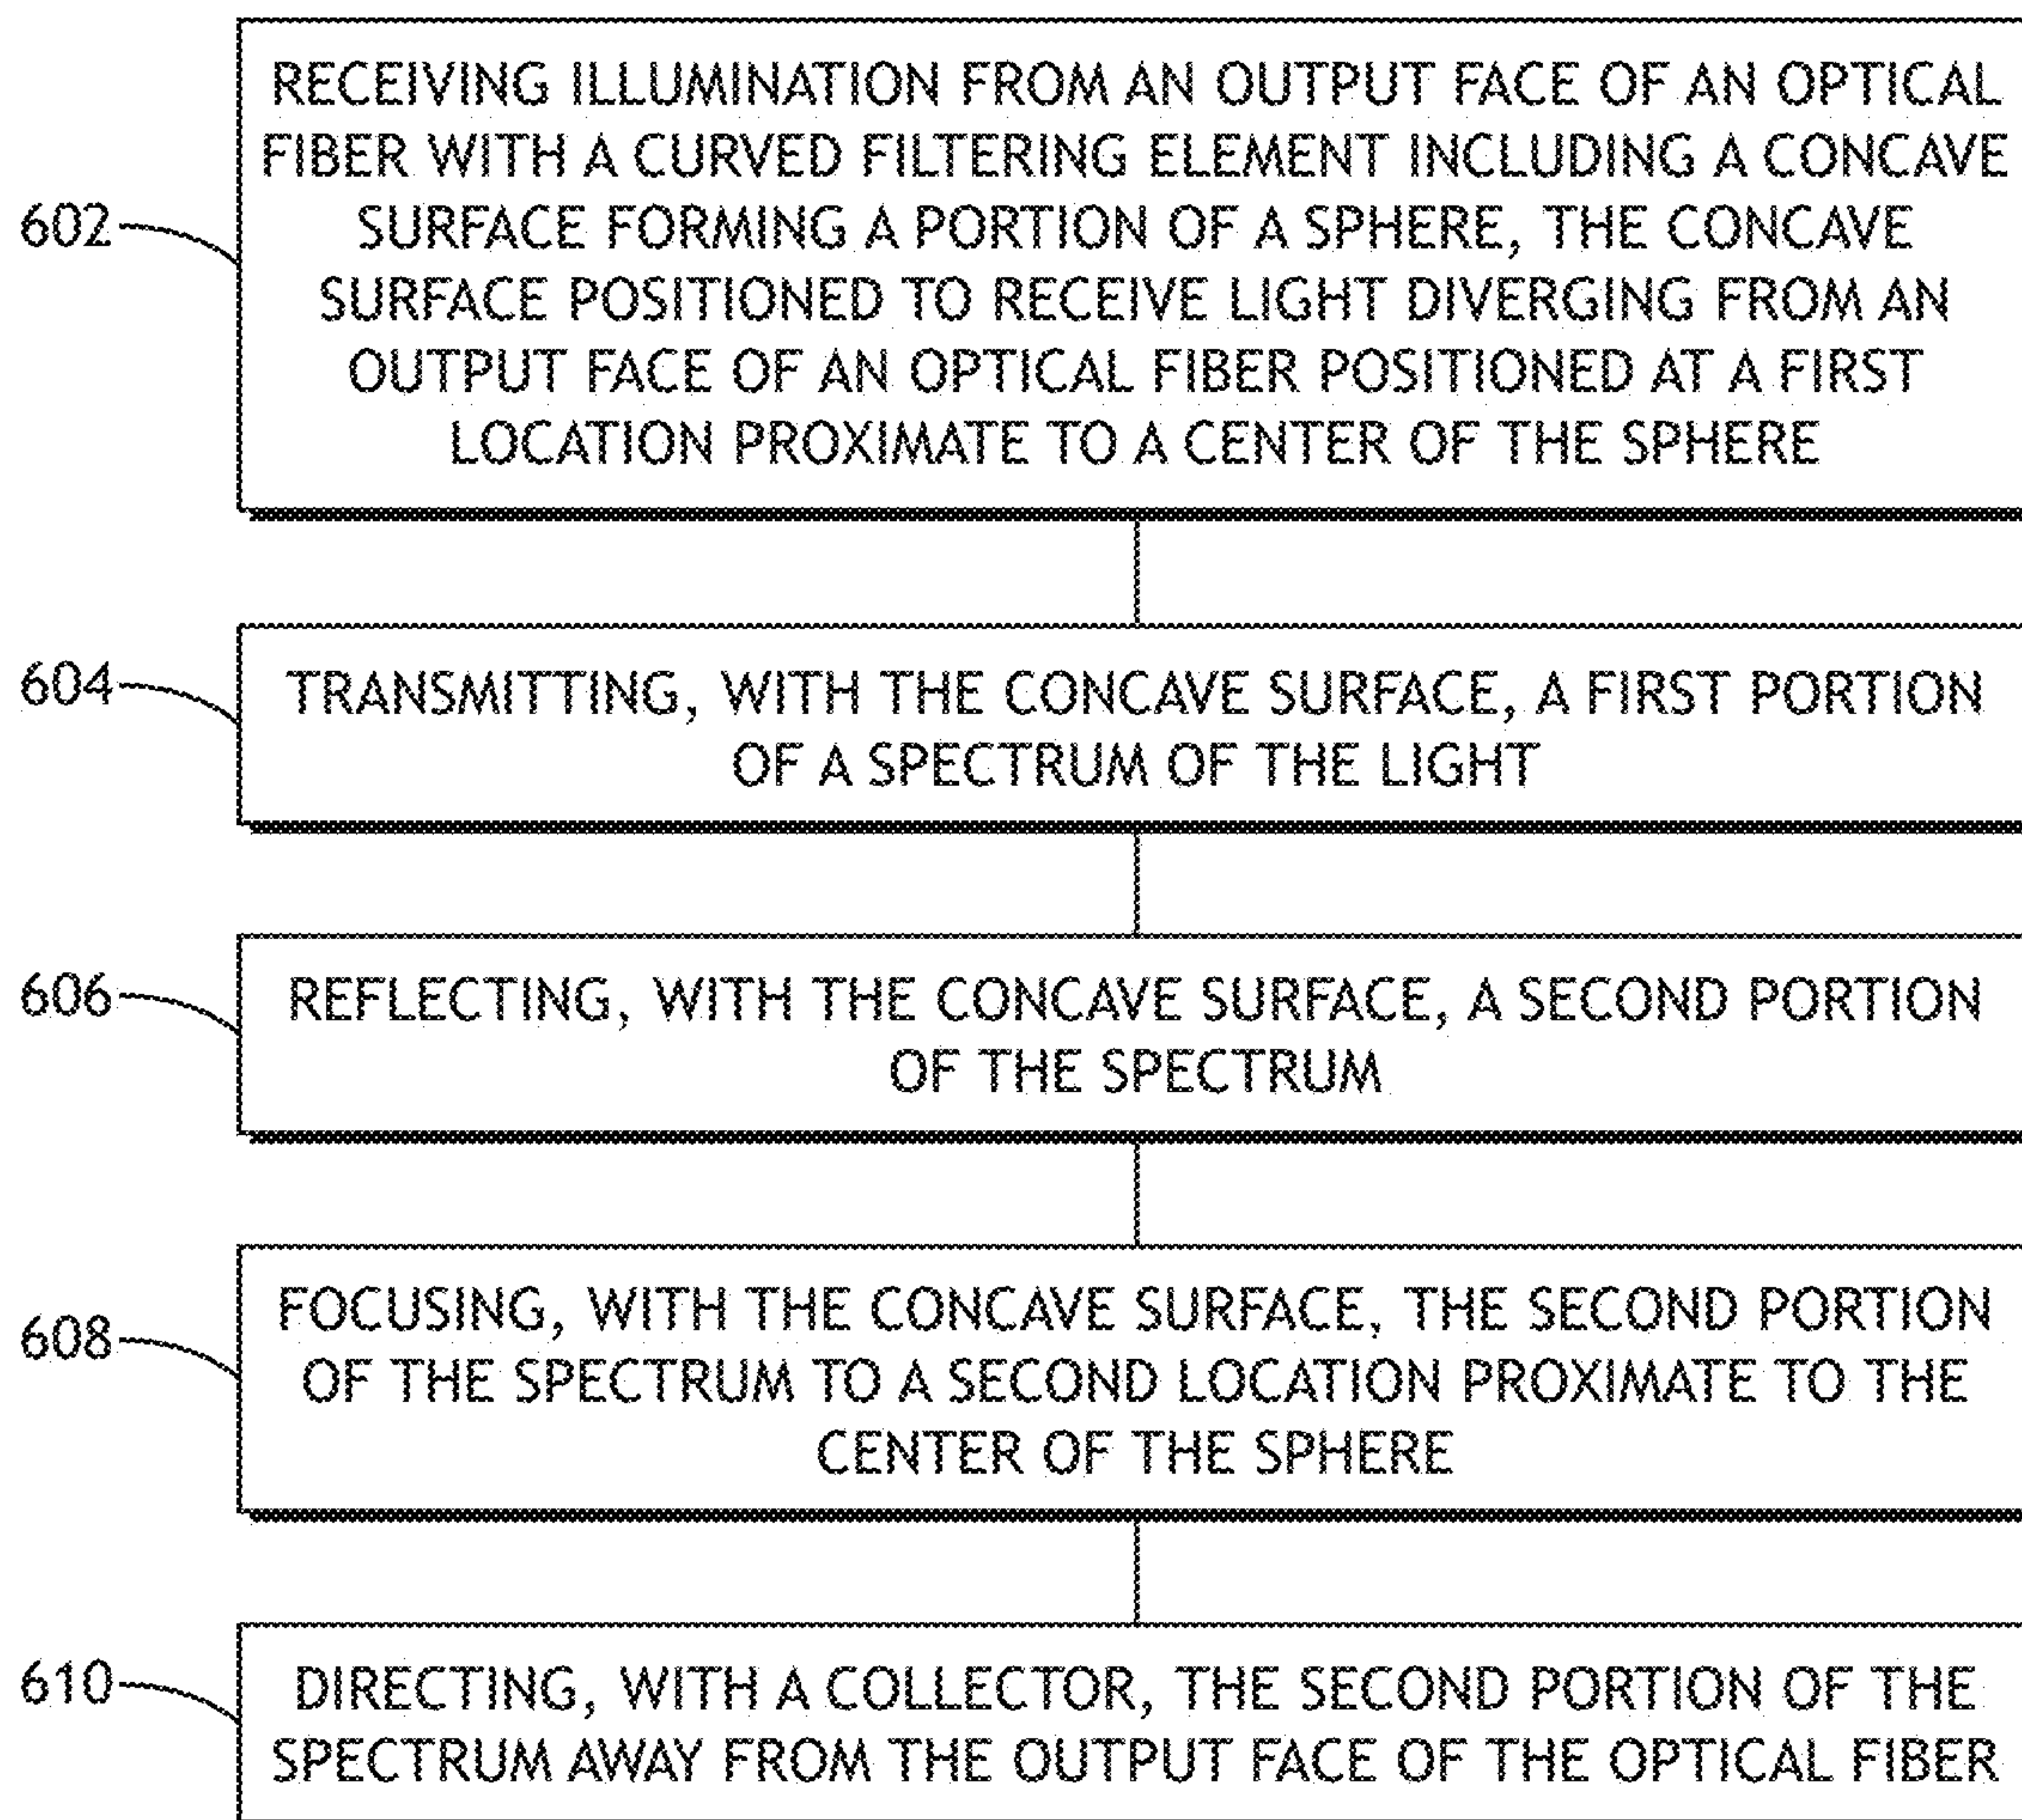 RECEIVING ILLUMINATION FROM AN OUTPUT FACE OF AN OPTICAL
FIBER WITH A CURVED FILTERING ELEMENT INCLUDING A CONCAVE
602
SURFACE FORMING A PORTION OF A SPHERE, THE CONCAVE
SURFACE POSITIONED TO RECEIVE LIGHT DIVERGING FROM AN
OUTPUT FACE OF AN OPTICAL FIBER POSITIONED AT A FIRST
LOCATION PROXIMATE TO A CENTER OF THE SPHERE
604
TRANSMITTING, WITH THE CONCAVE SURFACE, A FIRST PORTION
OF A SPECTRUM OF THE LIGHT
606
REFLECTING, WITH THE CONCAVE SURFACE, A SECOND PORTION
OF THE SPECTRUM
608
FOCUSING, WITH THE CONCAVE SURFACE, THE SECOND PORTION
OF THE SPECTRUM TO A SECOND LOCATION PROXIMATE TO THE
CENTER OF THE SPHERE
610
DIRECTING, WITH A COLLECTOR, THE SECOND PORTION OF THE
SPECTRUM AWAY FROM THE OUTPUT FACE OF THE OPTICAL FIBER